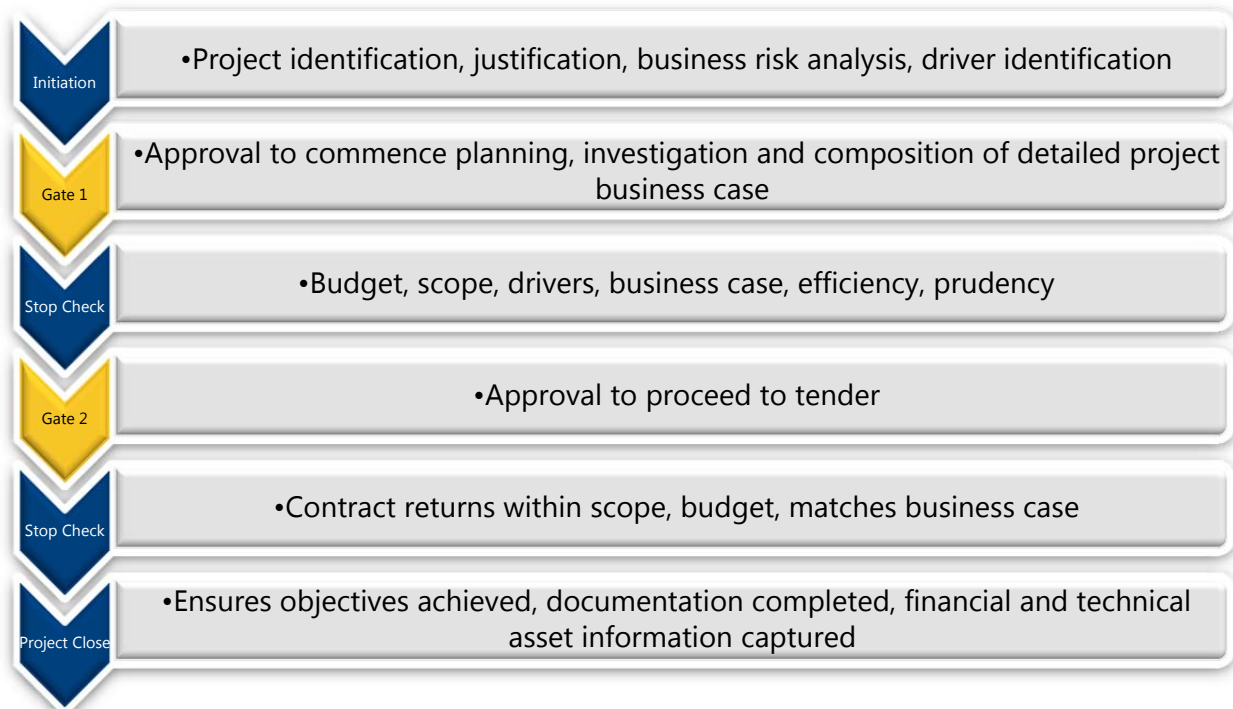 Initiation
•Project identification, justification, business risk analysis, driver identification
Gate 1
•Approval to commence planning, investigation and composition of detailed project
business case
Stop Check
•Budget, scope, drivers, business case, efficiency, prudency
Gate 2
•Approval to proceed to tender
Stop Check
•Contract returns within scope, budget, matches business case
Project Close
•Ensures objectives achieved, documentation completed, financial and technical
asset information captured